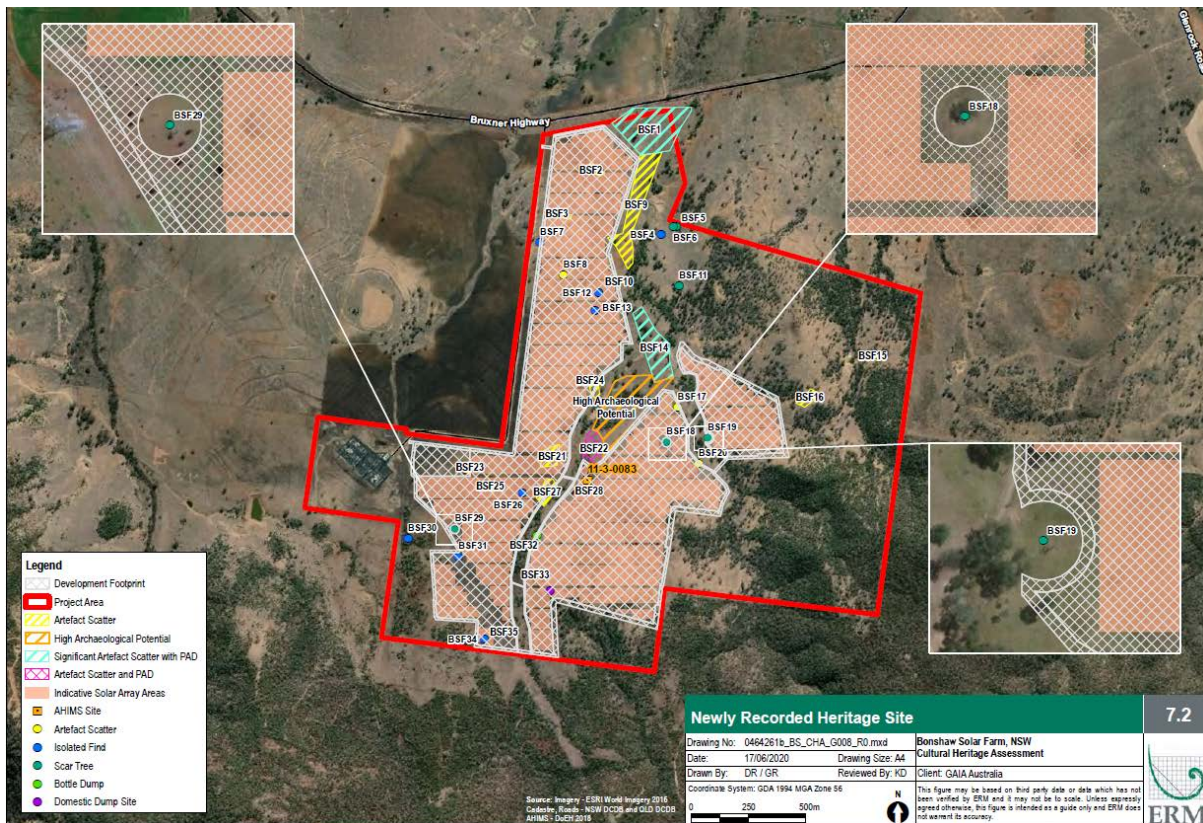 Glenrock Road
BSF29
BSF18
Bruxner Highway
BSF1
BSF2
BSF3
BSF9
BSF7
BSF4
BSF5
BSF6
BSF8
BSF10
BSF11
BSF12
BSF13
BSF14
BSF15
BSF16
BSF24
High Archaeological
Potential
BSF17
BSF18
BSF19
BSF20
BSF21
BSF22
BSF23
11-3-0083
BSF25
BSF26
BSF27
BSF28
BSF29
BSF30
BSF31
BSF32
BSF33
BSF34
BSF35
BSF19
Legend
Development Footprint
Project Area
Artefact Scatter
High Archaeological Potential
Significant Artefact Scatter with PAD
Artefact Scatter and PAD
Indicative Solar Array Areas
AHIMS Site
Artefact Scatter
Isolated Find
Scar Tree
Bottle Dump
Domestic Dump Site
Source: Imagery - ESRI World Imagery 2016
Cadastre, Roads - NSW DCDB and QLD DCDB
AHIMS - DoEH 2018
Newly Recorded Heritage Site
7.2
Drawing No: 0464261b_BS_CHA_G008_R0.mxd
Date: 17/06/2020 Drawing Size: A4
Drawn By: DR / GR Reviewed By: KD
Coordinate System: GDA 1994 MGA Zone 56
N
0 250 500m
Bonshaw Solar Farm, NSW
Cultural Heritage Assessment
Client: GAIA Australia
This figure may be based on third party data or data which has not
been verified by ERM and it may not be to scale. Unless expressly
agreed otherwise, this figure is intended as a guide only and ERM does
not warrant its accuracy.
ERM